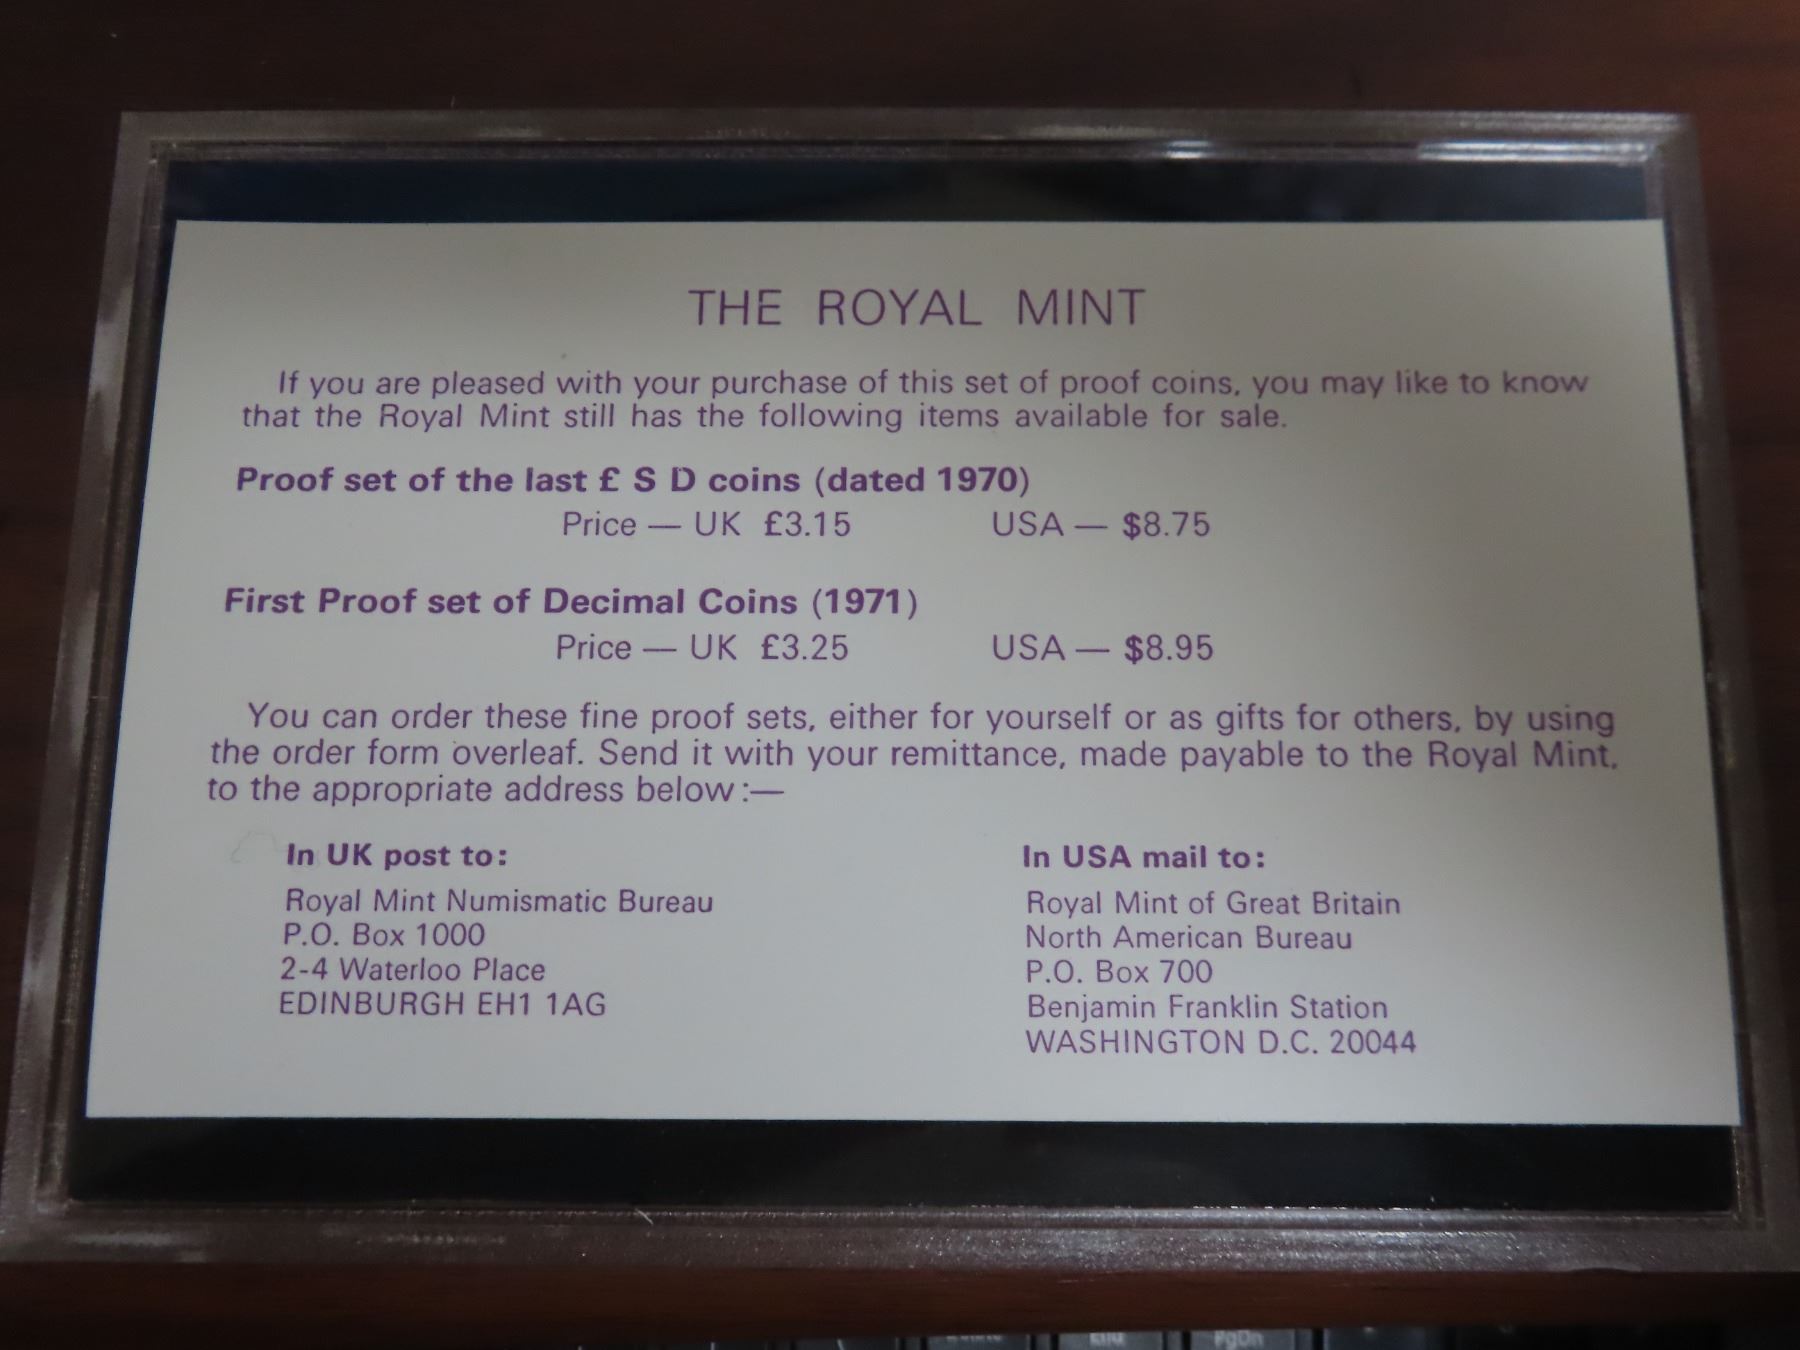 THE ROYAL MINT
If you are pleased with your purchase of this set of proof coins, you may like to know
that the Royal Mint still has the following items available for sale.
Proof set of the last £ S D coins (dated 1970)
Price — UK £3.15 USA — $8.75
First Proof set of Decimal Coins (1971)
Price — UK £3.25 USA — $8.95
You can order these fine proof sets, either for yourself or as gifts for others, by using
the order form overleaf. Send it with your remittance, made payable to the Royal Mint,
to the appropriate address below :—
In UK post to:
Royal Mint Numismatic Bureau
P.O. Box 1000
2-4 Waterloo Place
EDINBURGH EH1 1AG
In USA mail to:
Royal Mint of Great Britain
North American Bureau
P.O. Box 700
Benjamin Franklin Station
WASHINGTON D.C. 20044
End PgDn